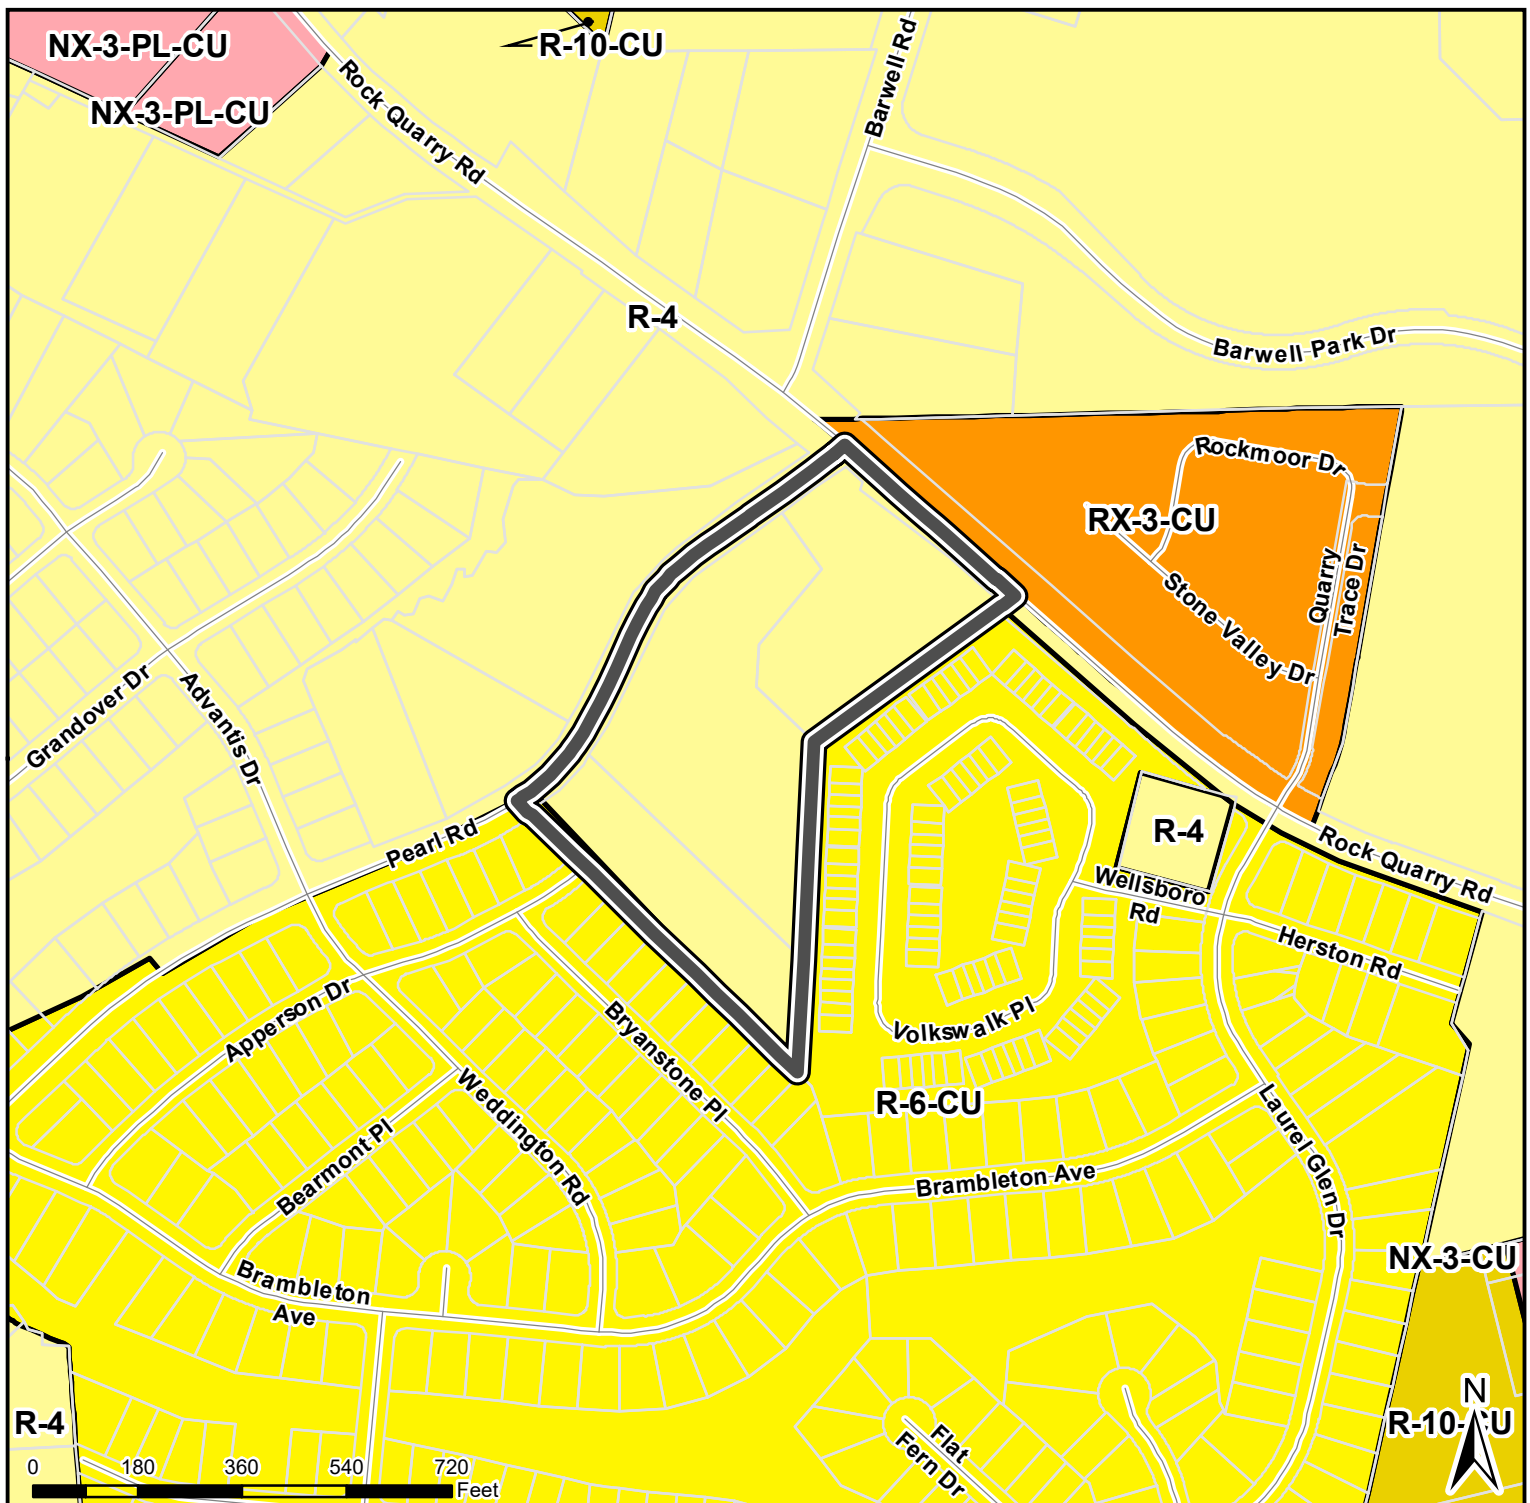 NX-3-PL-CU
R-10-CU
NX-3-PL-CU
Rock Quarry Rd
Barwell Rd
R-4
Barwell Park Dr
Rockmoor Dr
RX-3-CU
Quarry
Trace Dr
Stone Valley Dr
Grandover Dr
Advantis Dr
Pearl Rd
R-4
Rock Quarry Rd
Wellsboro
Rd
Herston Rd
Apperson Dr
Bryanstone Pl
Volkswalk Pl
R-6-CU
Weddington Rd
Bearmont Pl
Laurel Glen Dr
Brambleton Ave
Brambleton
Ave
NX-3-CU
N
R-4
R-10-CU
Flat
Fern Dr
0 180 360 540 720
Feet